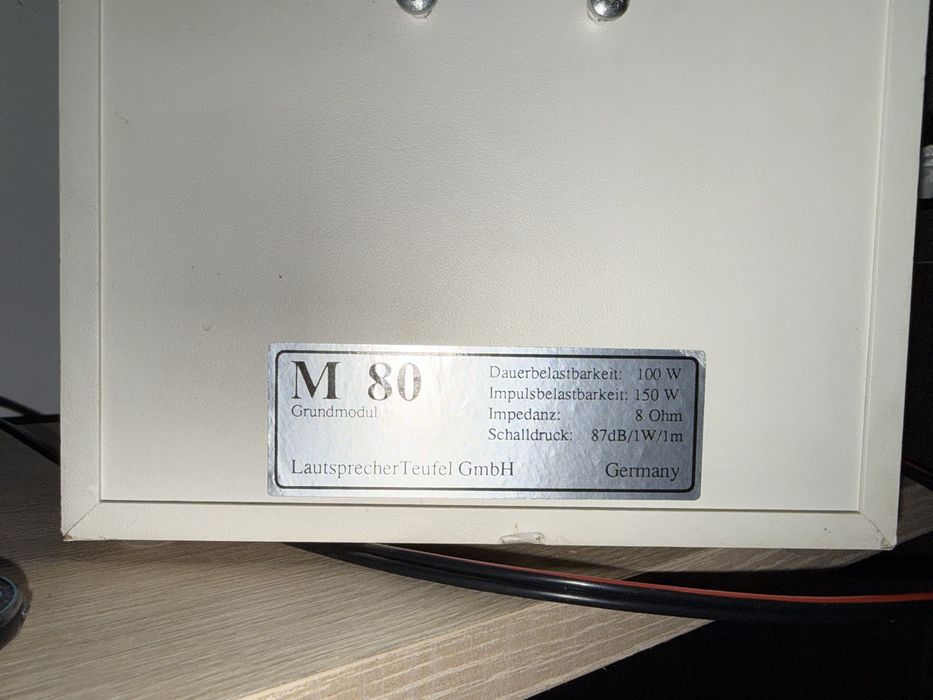 M 80
Grundmodul
Dauerbelastbarkeit: 100 W
Impulsbelastbarkeit: 150 W
Impedanz: 8 Ohm
Schalldruck: 87dB/1W/1m
LautsprecherTeufel GmbH Germany